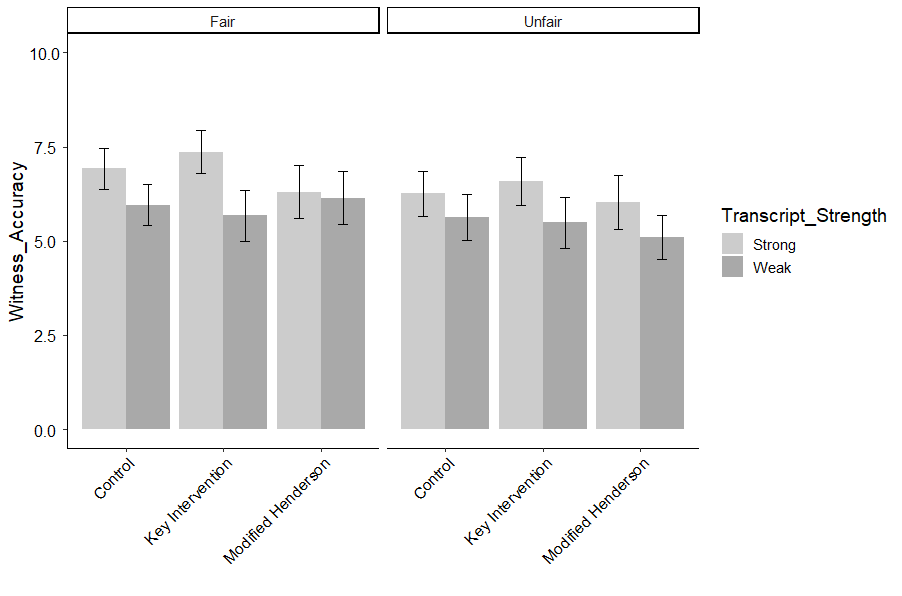 Fair
Unfair
Witness_Accuracy
10.0
7.5
5.0
2.5
0.0
Control
Key Intervention
Modified Henderson
Control
Key Intervention
Modified Henderson
Transcript_Strength
Strong
Weak